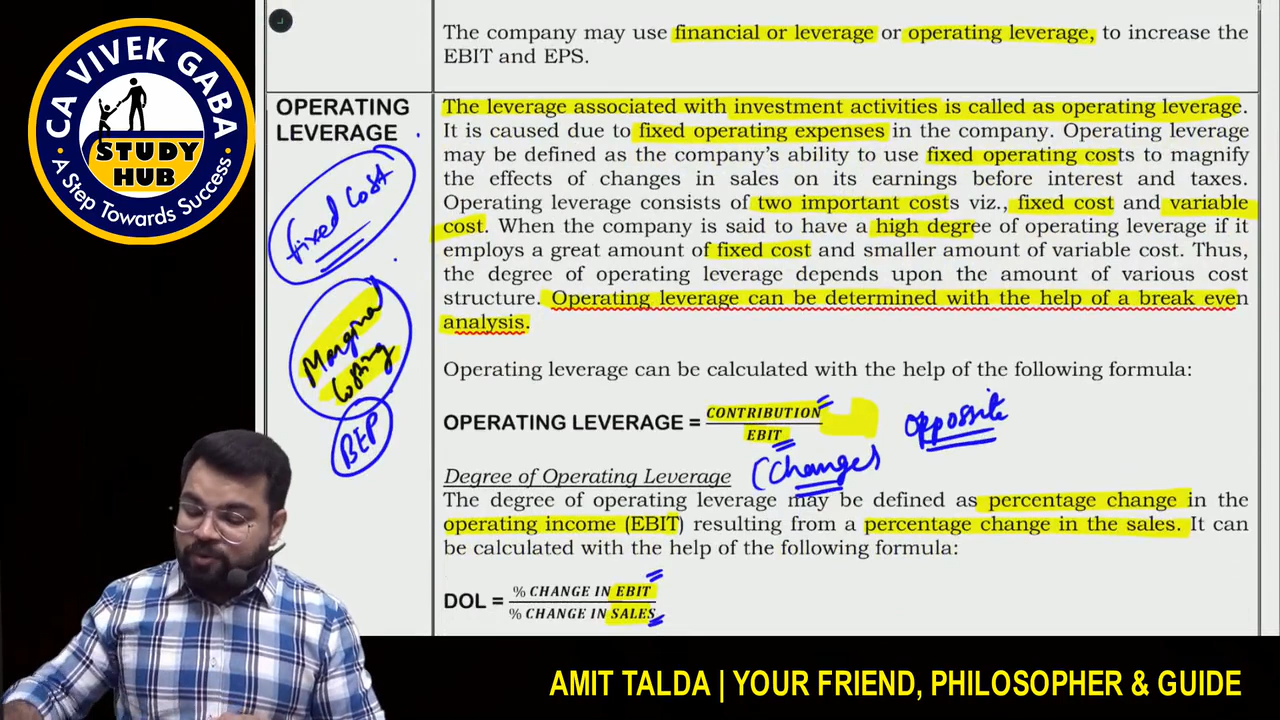 CA VIVEK GABA
STUDY
HUB
• A Step Towards Success •
The company may use financial or leverage or operating leverage, to increase the
EBIT and EPS.
OPERATING
LEVERAGE
Fixed Cost
Marginal
Costing
BEP
The leverage associated with investment activities is called as operating leverage.
It is caused due to fixed operating expenses in the company. Operating leverage
may be defined as the company's ability to use fixed operating costs to magnify
the effects of changes in sales on its earnings before interest and taxes.
Operating leverage consists of two important costs viz., fixed cost and variable
cost. When the company is said to have a high degree of operating leverage if it
employs a great amount of fixed cost and smaller amount of variable cost. Thus,
the degree of operating leverage depends upon the amount of various cost
structure. Operating leverage can be determined with the help of a break even
analysis.
Operating leverage can be calculated with the help of the following formula:
OPERATING LEVERAGE = CONTRIBUTION
EBIT
opposite
(Change)
Degree of Operating Leverage
The degree of operating leverage may be defined as percentage change in the
operating income (EBIT) resulting from a percentage change in the sales. It can
be calculated with the help of the following formula:
DOL = % CHANGE IN EBIT
% CHANGE IN SALES
AMIT TALDA | YOUR FRIEND, PHILOSOPHER & GUIDE